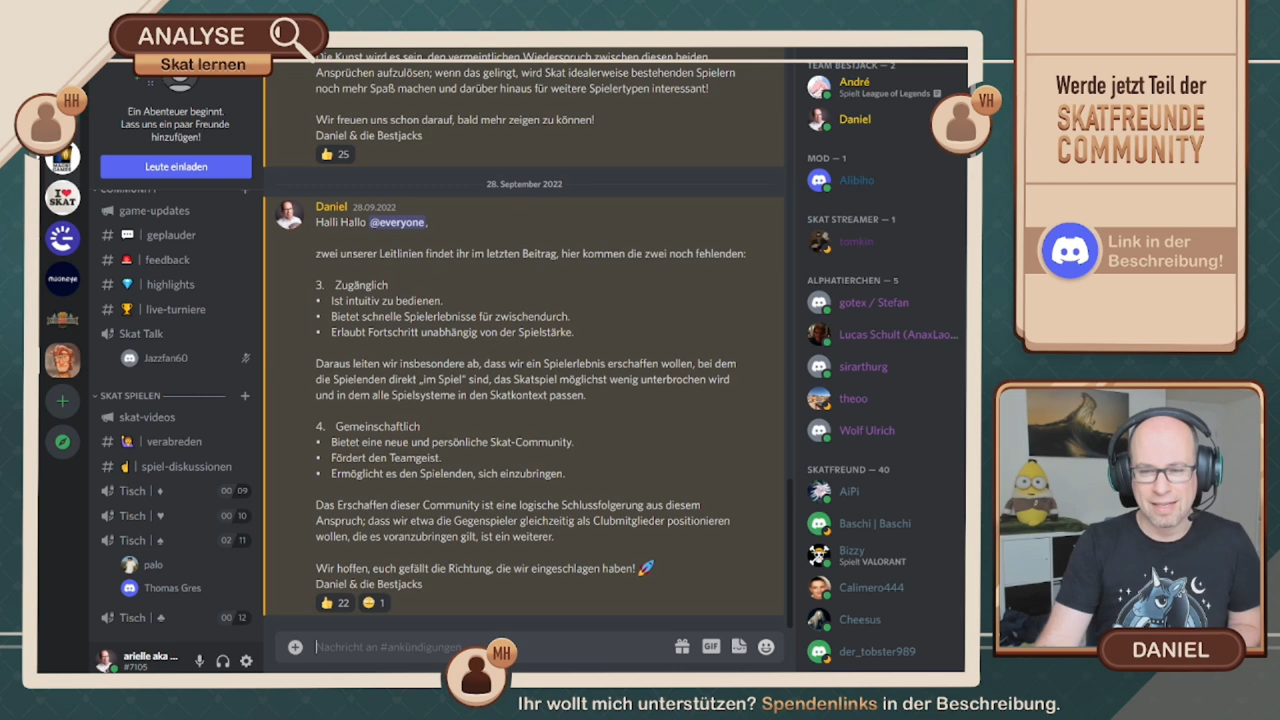 ANALYSE
Skat lernen
HH
VH
MH
Ein Abenteuer beginnt.
Lass uns ein paar Freunde
hinzufügen!
Leute einladen
I ♥
SKAT
mooneye
COMMUNITY
game-updates
geplauder
feedback
highlights
live-turniere
Skat Talk
Jazzfan60
SKAT SPIELEN
skat-videos
verabreden
spiel-diskussionen
Tisch | ♦ 00 09
Tisch | ♥ 00 10
Tisch | ♠ 02 11
palo
Thomas Gres
Tisch | ♣ 00 12
arielle aka ...
#7105
Die Kunst wird es sein, den vermeintlichen Wiederspruch zwischen diesen beiden
Ansprüchen aufzulösen; wenn das gelingt, wird Skat idealerweise bestehenden Spielern
noch mehr Spaß machen und darüber hinaus für weitere Spielertypen interessant!
Wir freuen uns schon darauf, bald mehr zeigen zu können!
Daniel & die Bestjacks
👍 25
28. September 2022
Daniel 28.09.2022
Halli Hallo @everyone,
zwei unserer Leitlinien findet ihr im letzten Beitrag, hier kommen die zwei noch fehlenden:
3. Zugänglich
• Ist intuitiv zu bedienen.
• Bietet schnelle Spielerlebnisse für zwischendurch.
• Erlaubt Fortschritt unabhängig von der Spielstärke.
Daraus leiten wir insbesondere ab, dass wir ein Spielerlebnis erschaffen wollen, bei dem
die Spielenden direkt „im Spiel" sind, das Skatspiel möglichst wenig unterbrochen wird
und in dem alle Spielsysteme in den Skatkontext passen.
4. Gemeinschaftlich
• Bietet eine neue und persönliche Skat-Community.
• Fördert den Teamgeist.
• Ermöglicht es den Spielenden, sich einzubringen.
Das Erschaffen dieser Community ist eine logische Schlussfolgerung aus diesem
Anspruch; dass wir etwa die Gegenspieler gleichzeitig als Clubmitglieder positionieren
wollen, die es voranzubringen gilt, ist ein weiterer.
Wir hoffen, euch gefällt die Richtung, die wir eingeschlagen haben! 🚀
Daniel & die Bestjacks
👍 22 😄 1
Nachricht an #ankündigungen
GIF
TEAM BESTJACK — 2
André
Spielt League of Legends
Daniel
MOD — 1
Alibiho
SKAT STREAMER — 1
tomkin
ALPHATIERCHEN — 5
gotex / Stefan
Lucas Schult (AnaxLao...
sirarthurg
theoo
Wolf Ulrich
SKATFREUND — 40
AiPi
Baschi | Baschi
Bizzy
Spielt VALORANT
Calimero444
Cheesus
der_tobster989
Werde jetzt Teil der
SKATFREUNDE
COMMUNITY
Link in der
Beschreibung!
DANIEL
Ihr wollt mich unterstützen? Spendenlinks in der Beschreibung.